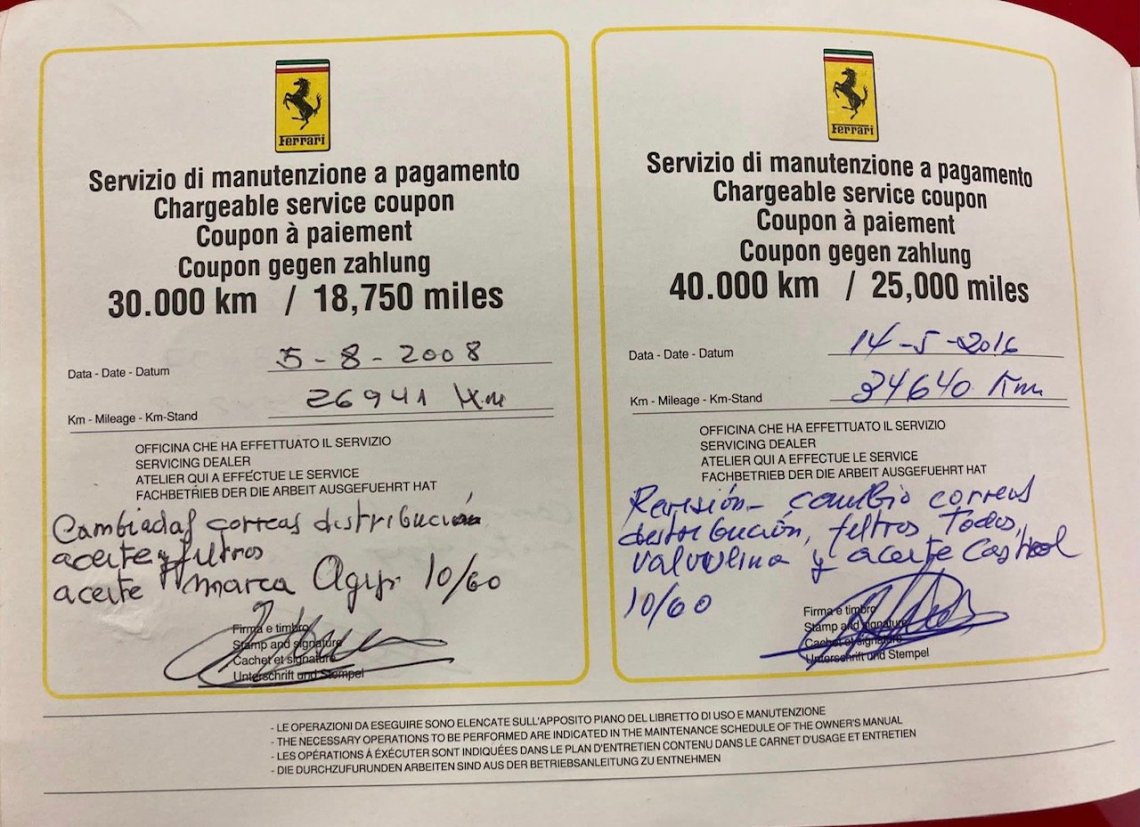 Ferrari
Servizio di manutenzione a pagamento
Chargeable service coupon
Coupon à paiement
Coupon gegen zahlung
30.000 km / 18,750 miles
Data - Date - Datum 5-8-2008
Km - Mileage - Km-Stand 26941 Km
OFFICINA CHE HA EFFETTUATO IL SERVIZIO
SERVICING DEALER
ATELIER QUI A EFFECTUE LE SERVICE
FACHBETRIEB DER DIE ARBEIT AUSGEFUEHRT HAT
Cambiadas correas distribución
aceite y filtros
aceite marca Agip 10/60
Firma e timbro
Stamp and signature
Cachet et signature
Unterschrift und Stempel
Ferrari
Servizio di manutenzione a pagamento
Chargeable service coupon
Coupon à paiement
Coupon gegen zahlung
40.000 km / 25,000 miles
Data - Date - Datum 14-5-2016
Km - Mileage - Km-Stand 34640 Km
OFFICINA CHE HA EFFETTUATO IL SERVIZIO
SERVICING DEALER
ATELIER QUI A EFFECTUE LE SERVICE
FACHBETRIEB DER DIE ARBEIT AUSGEFUEHRT HAT
Revisión - cambio correas
distribución, filtros Todos,
valvulina y aceite Castrol
10/60
Firma e timbro
Stamp and signature
Cachet et signature
Unterschrift und Stempel
- LE OPERAZIONI DA ESEGUIRE SONO ELENCATE SULL'APPOSITO PIANO DEL LIBRETTO DI USO E MANUTENZIONE
- THE NECESSARY OPERATIONS TO BE PERFORMED ARE INDICATED IN THE MAINTENANCE SCHEDULE OF THE OWNER'S MANUAL
- LES OPÉRATIONS Á EXÉCUTER SONT INDIQUÉES DANS LE PLAN D'ENTRETIEN CONTENU DANS LE CARNET D'USAGE ET ENTRETIEN
- DIE DURCHZUFURUNDEN ARBEITEN SIND AUS DER BETRIEBSANLEITUNG ZU ENTNEHMEN